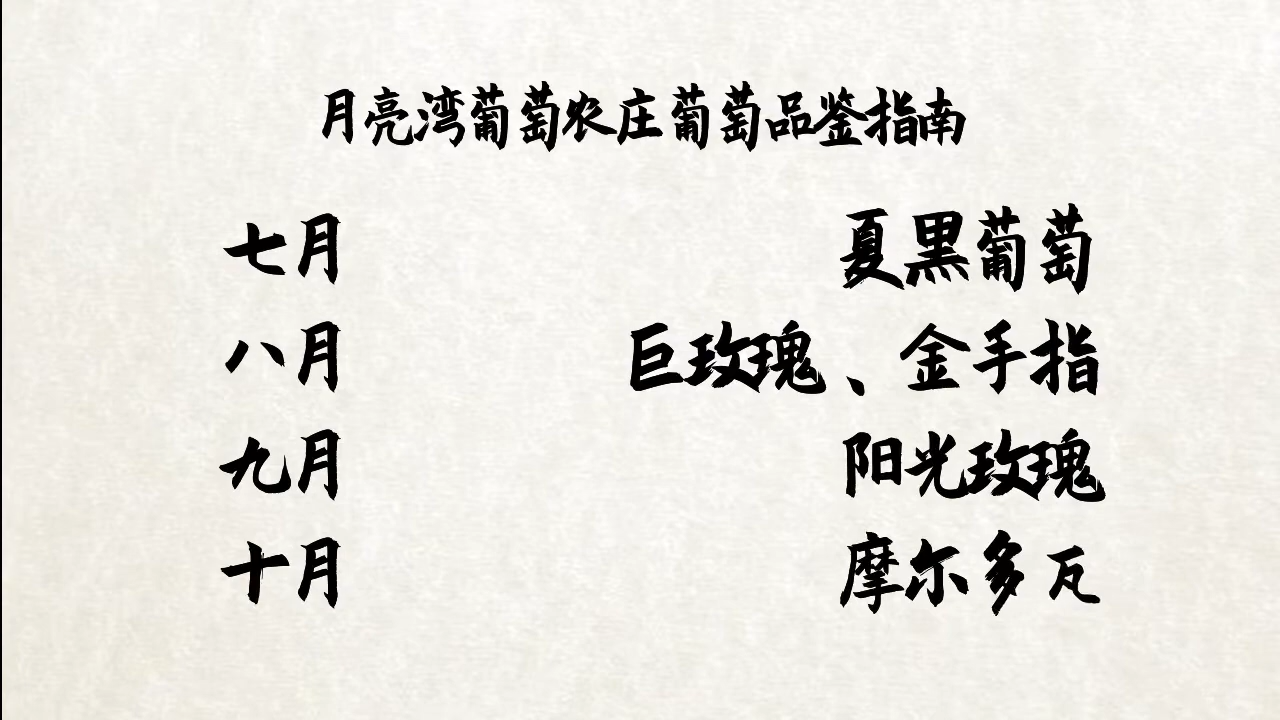 月亮湾葡萄农庄葡萄品鉴指南
七月 夏黑葡萄
八月 巨玫瑰、金手指
九月 阳光玫瑰
十月 摩尔多瓦